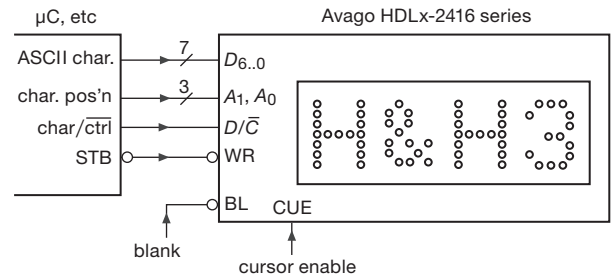 µC, etc
Avago HDLx-2416 series
ASCII char. 7 D6..0
char. pos'n 3 A1, A0
char/c̅t̅r̅l̅ D/C̅
STB WR
H&H3
BL CUE
blank
cursor enable